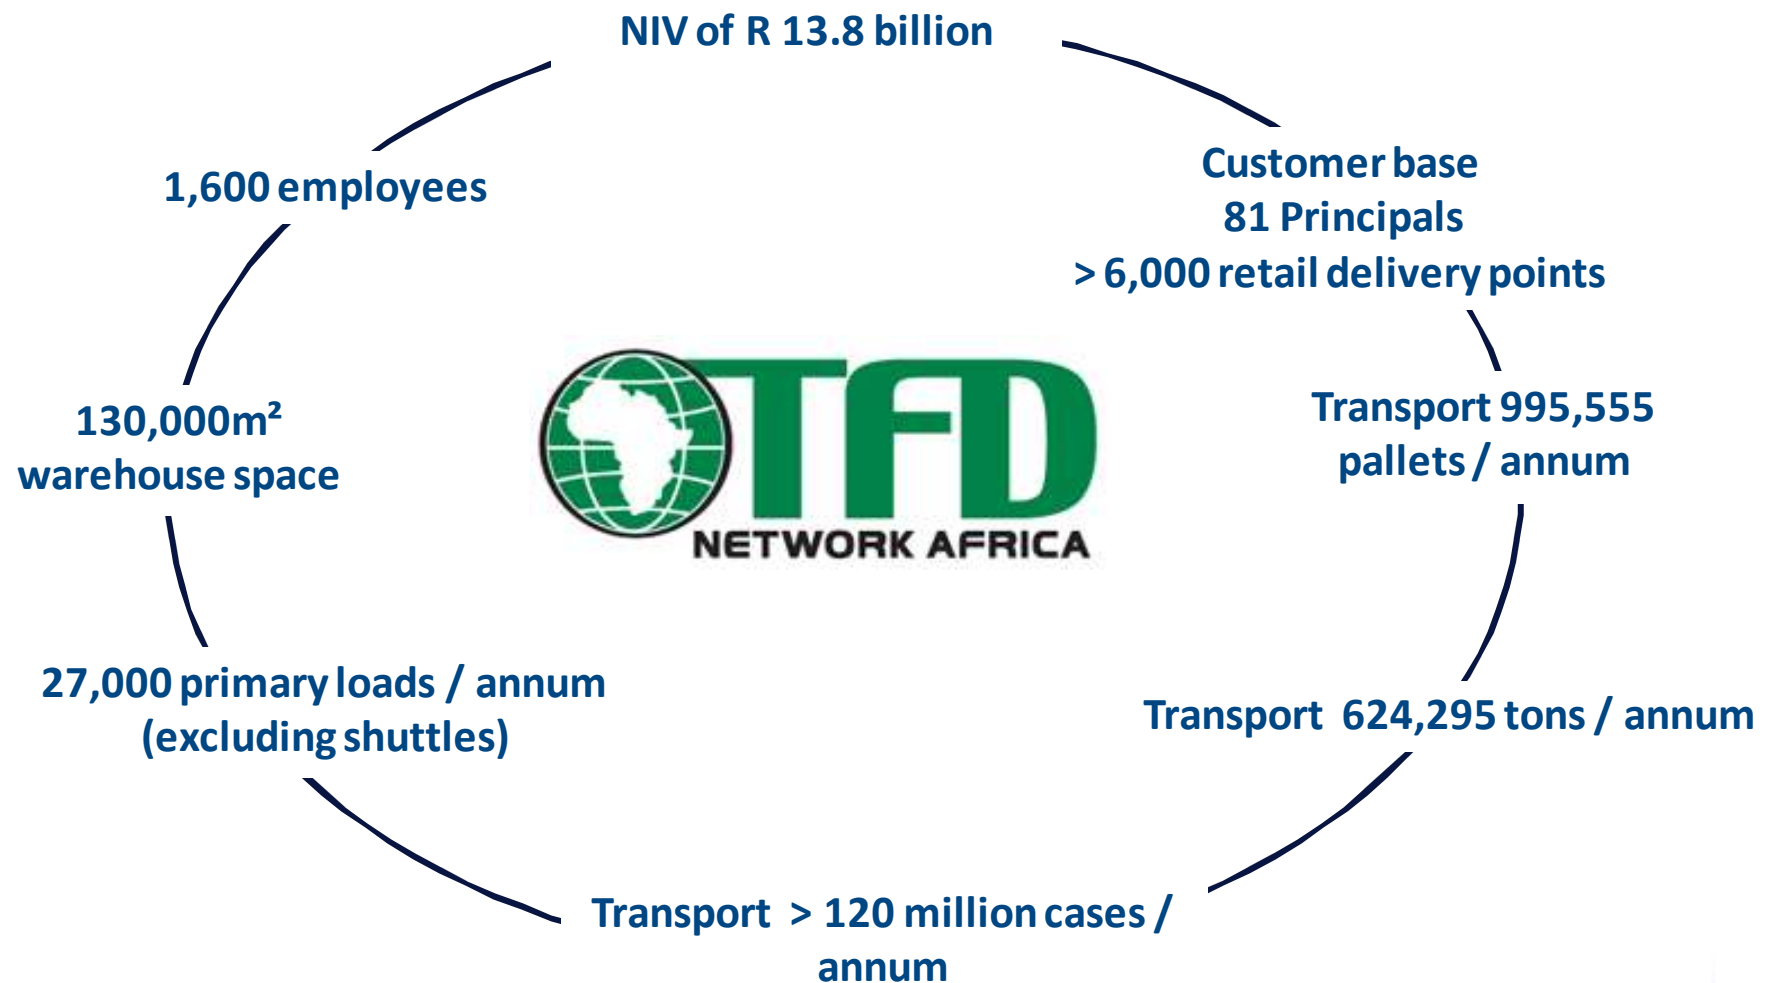 NIV of R 13.8 billion
Customer base
81 Principals
> 6,000 retail delivery points
Transport 995,555
pallets / annum
Transport 624,295 tons / annum
Transport > 120 million cases /
annum
27,000 primary loads / annum
(excluding shuttles)
130,000m²
warehouse space
1,600 employees
TFD
NETWORK AFRICA